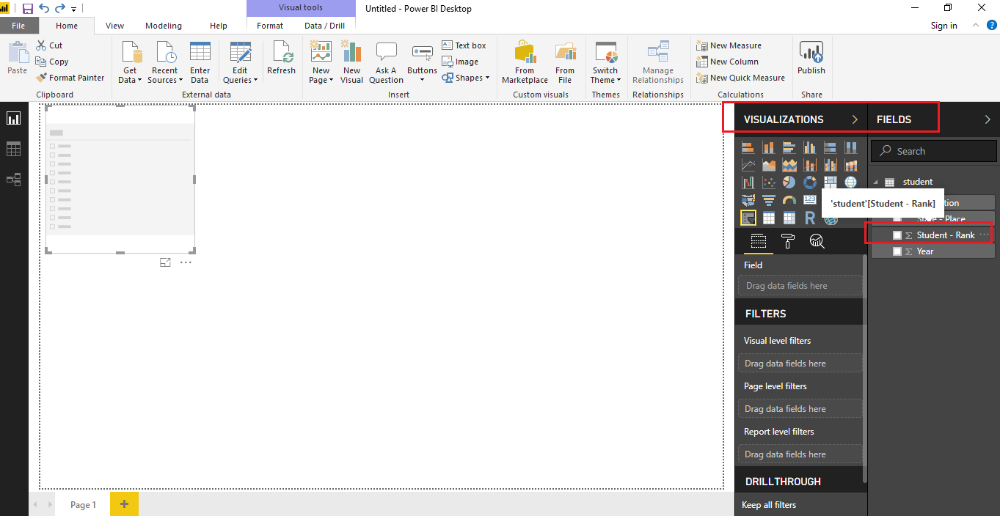 Visual tools
Untitled - Power BI Desktop
File Home View Modeling Help Format Data / Drill Sign in ?
Paste
Cut
Copy
Format Painter
Clipboard
Get Data
Recent Sources
Enter Data
Edit Queries
Refresh
External data
New Page
New Visual
Ask A Question
Buttons
Text box
Image
Shapes
Insert
From Marketplace
From File
Custom visuals
Switch Theme
Themes
Manage Relationships
Relationships
New Measure
New Column
New Quick Measure
Calculations
Publish
Share
VISUALIZATIONS
123
R
Field
Drag data fields here
FILTERS
Visual level filters
Drag data fields here
Page level filters
Drag data fields here
Report level filters
Drag data fields here
DRILLTHROUGH
Keep all filters
FIELDS
Search
student
'student'[Student - Rank]
State - Place
Σ Student - Rank ...
Σ Year
Page 1 +